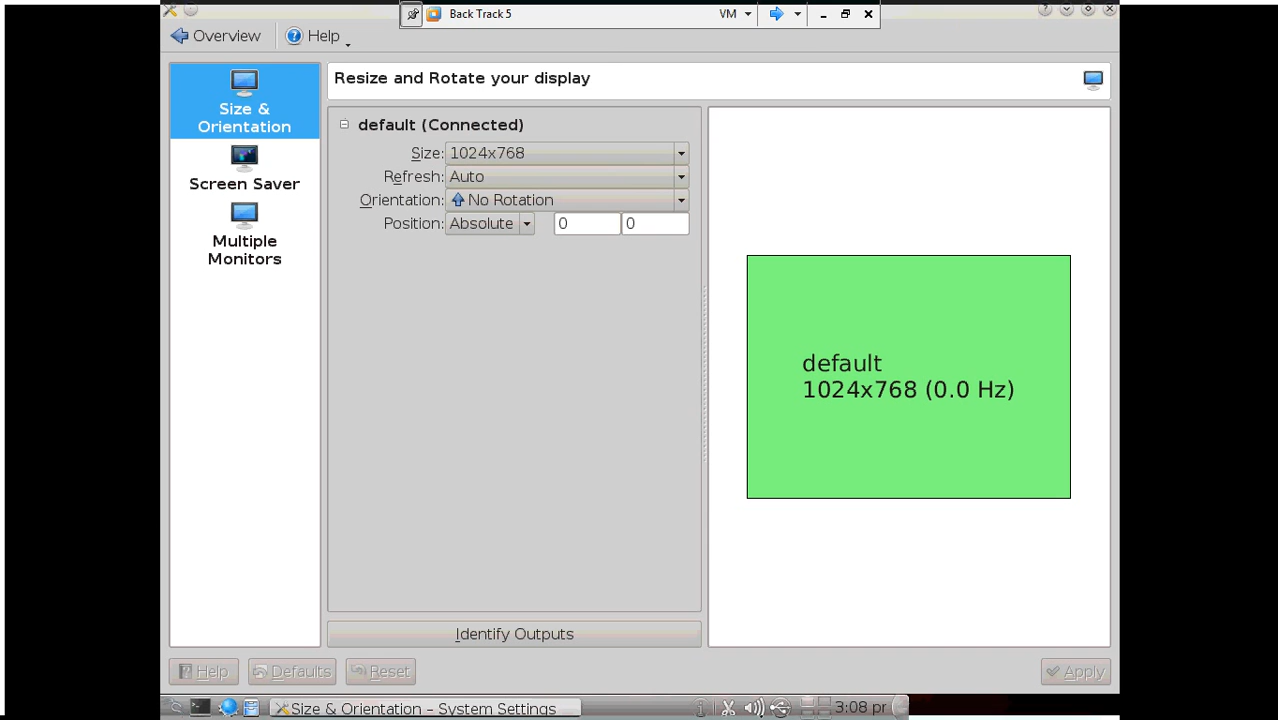 Back Track 5
VM
Overview
Help
Size &
Orientation
Screen Saver
Multiple
Monitors
Resize and Rotate your display
default (Connected)
Size: 1024x768
Refresh: Auto
Orientation: No Rotation
Position: Absolute 0 0
default
1024x768 (0.0 Hz)
Identify Outputs
Help
Defaults
Reset
Apply
Size & Orientation – System Settings
3:08 pr